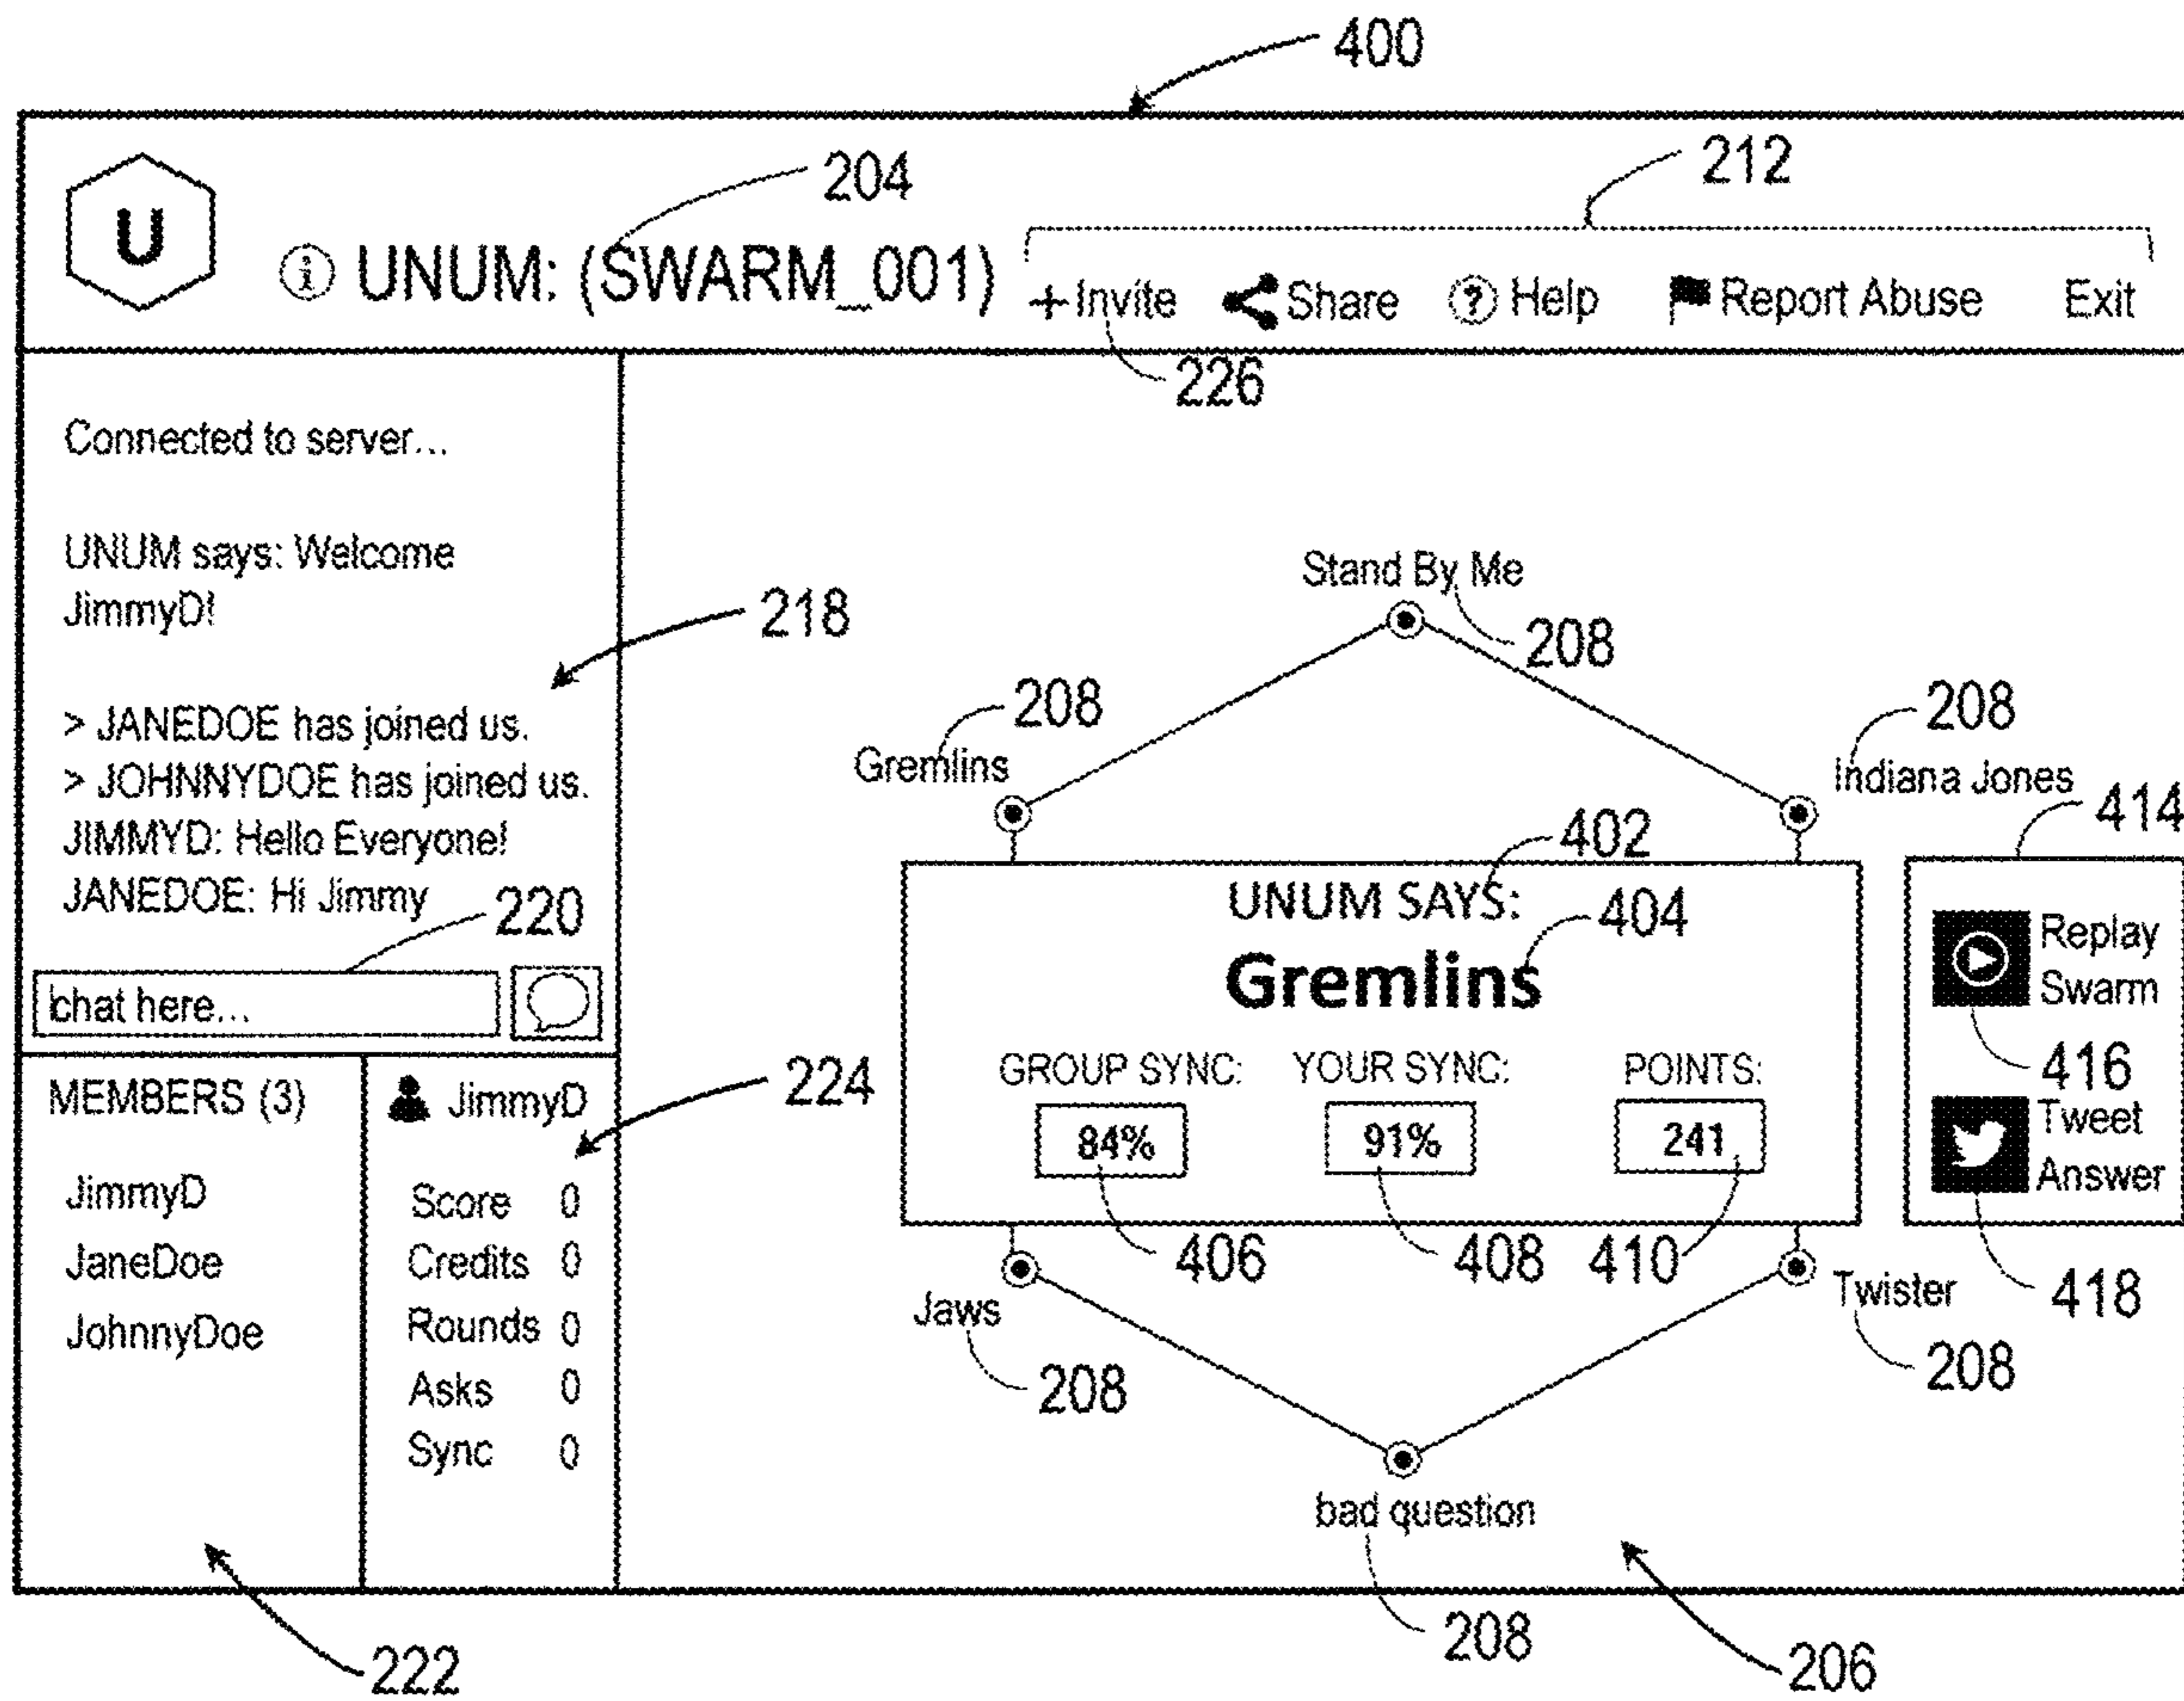 400
204
212
U
ⓘ UNUM: (SWARM_001)
+ Invite Share ? Help Report Abuse Exit
226
Connected to server...
UNUM says: Welcome
JimmyD!
218
> JANEDOE has joined us.
> JOHNNYDOE has joined us.
JIMMYD: Hello Everyone!
JANEDOE: Hi Jimmy
220
chat here...
MEMBERS (3)
JimmyD
JaneDoe
JohnnyDoe
222
JimmyD
224
Score 0
Credits 0
Rounds 0
Asks 0
Sync 0
Stand By Me
208
208
Gremlins
208
Indiana Jones
402
UNUM SAYS:
404
Gremlins
GROUP SYNC: YOUR SYNC: POINTS:
84% 91% 241
406 408 410
414
Replay
Swarm
416
Tweet
Answer
418
Jaws
208
Twister
208
bad question
208
206